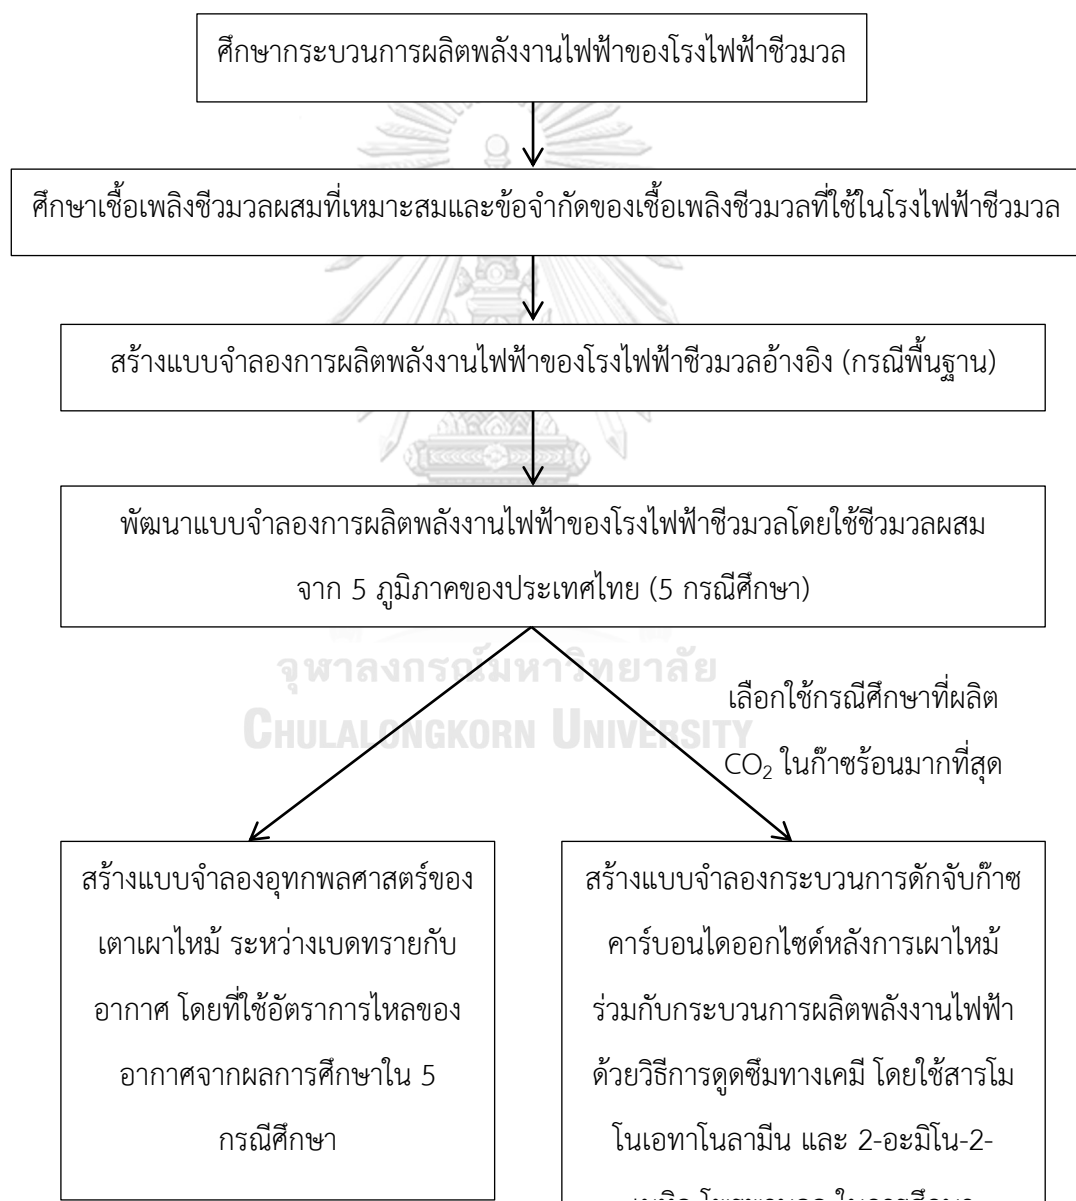 ศึกษากระบวนการผลิตพลังงานไฟฟ้าของโรงไฟฟ้าชีวมวล
ศึกษาเชื้อเพลิงชีวมวลผสมที่เหมาะสมและข้อจำกัดของเชื้อเพลิงชีวมวลที่ใช้ในโรงไฟฟ้าชีวมวล
สร้างแบบจำลองการผลิตพลังงานไฟฟ้าของโรงไฟฟ้าชีวมวลอ้างอิง (กรณีพื้นฐาน)
พัฒนาแบบจำลองการผลิตพลังงานไฟฟ้าของโรงไฟฟ้าชีวมวลโดยใช้ชีวมวลผสม
จาก 5 ภูมิภาคของประเทศไทย (5 กรณีศึกษา)
จุฬาลงกรณ์มหาวิทยาลัย
CHULALONGKORN UNIVERSITY
เลือกใช้กรณีศึกษาที่ผลิต
CO₂ ในก๊าซร้อนมากที่สุด
สร้างแบบจำลองอุทกพลศาสตร์ของ
เตาเผาไหม้ ระหว่างเบดทรายกับ
อากาศ โดยที่ใช้อัตราการไหลของ
อากาศจากผลการศึกษาใน 5
กรณีศึกษา
สร้างแบบจำลองกระบวนการดักจับก๊าซ
คาร์บอนไดออกไซด์หลังการเผาไหม้
ร่วมกับกระบวนการผลิตพลังงานไฟฟ้า
ด้วยวิธีการดูดซึมทางเคมี โดยใช้สารโม
โนเอทาโนลามีน และ 2-อะมิโน-2-